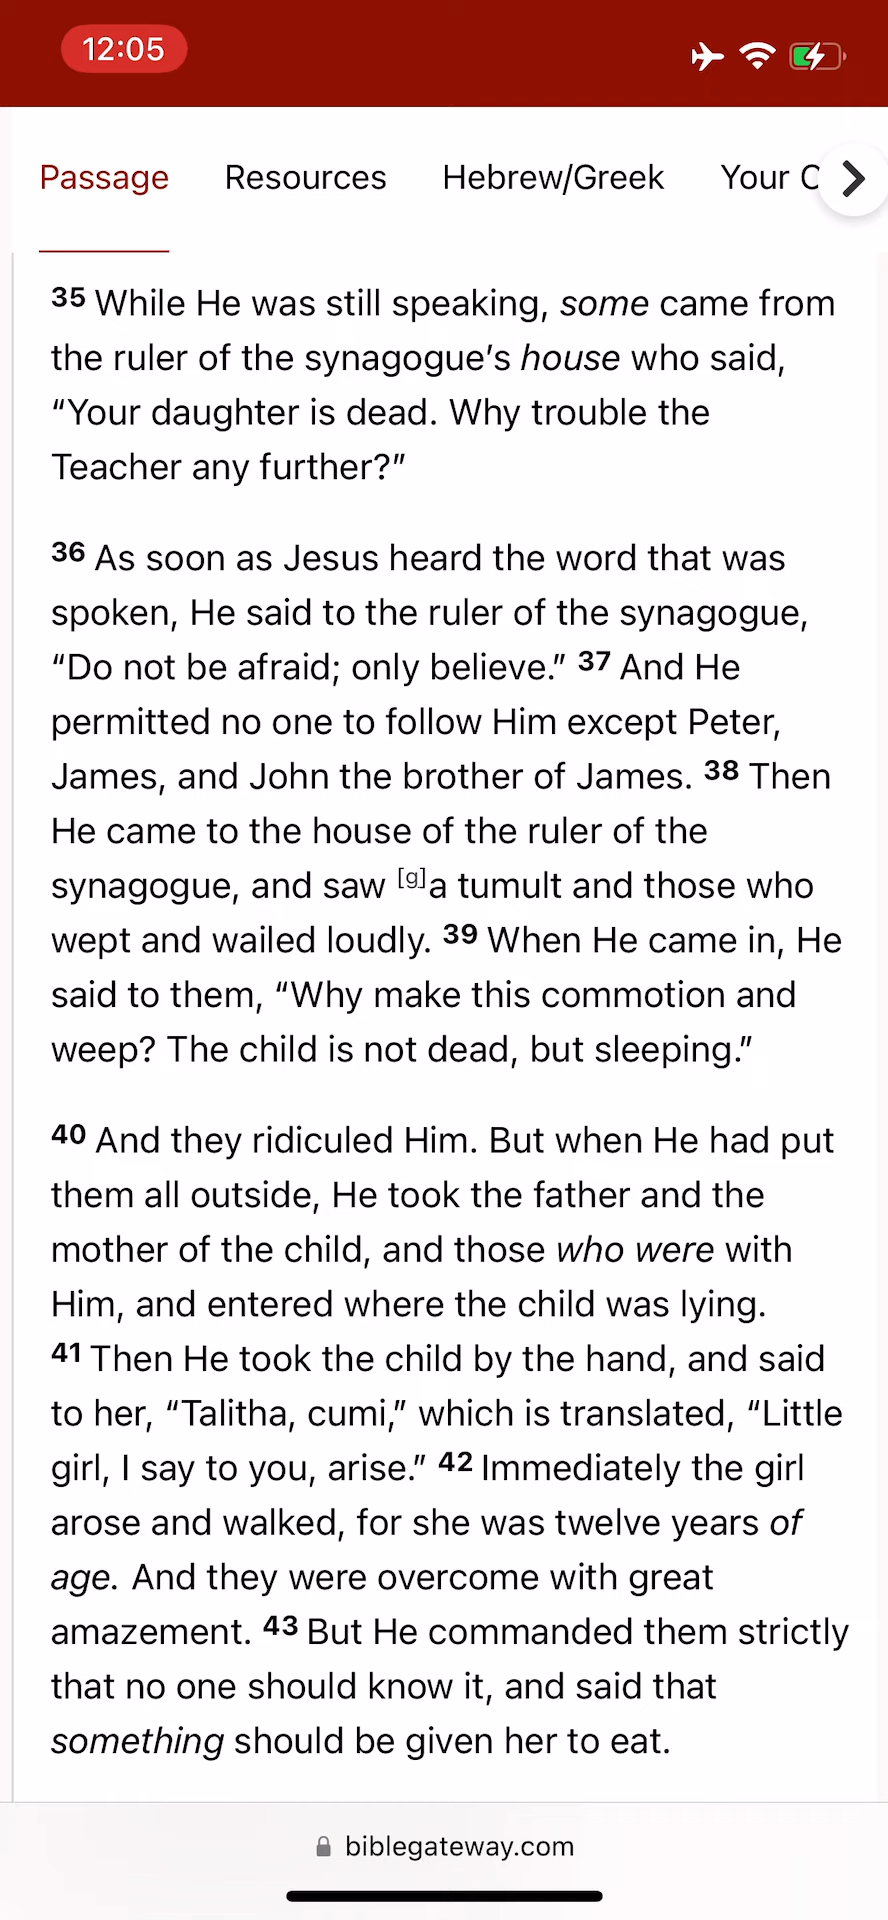 12:05
Passage Resources Hebrew/Greek Your
35 While He was still speaking, some came from
the ruler of the synagogue’s house who said,
“Your daughter is dead. Why trouble the
Teacher any further?”
36 As soon as Jesus heard the word that was
spoken, He said to the ruler of the synagogue,
“Do not be afraid; only believe.” 37 And He
permitted no one to follow Him except Peter,
James, and John the brother of James. 38 Then
He came to the house of the ruler of the
synagogue, and saw [g]a tumult and those who
wept and wailed loudly. 39 When He came in, He
said to them, “Why make this commotion and
weep? The child is not dead, but sleeping.”
40 And they ridiculed Him. But when He had put
them all outside, He took the father and the
mother of the child, and those who were with
Him, and entered where the child was lying.
41 Then He took the child by the hand, and said
to her, “Talitha, cumi,” which is translated, “Little
girl, I say to you, arise.” 42 Immediately the girl
arose and walked, for she was twelve years of
age. And they were overcome with great
amazement. 43 But He commanded them strictly
that no one should know it, and said that
something should be given her to eat.
biblegateway.com